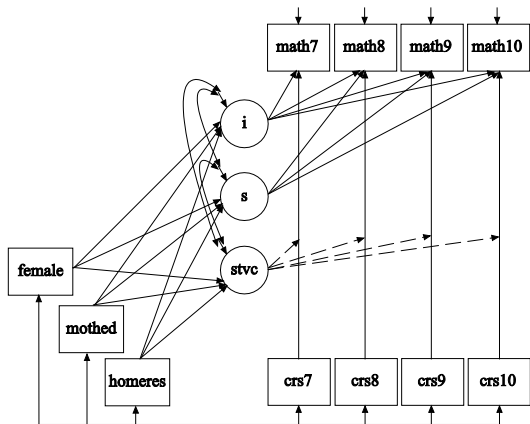 math7 math8 math9 math10
i
s
stvc
female
mothed
homeres
crs7 crs8 crs9 crs10